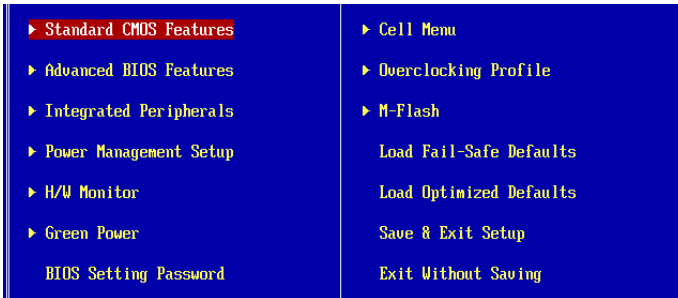 Standard CMOS Features
Advanced BIOS Features
Integrated Peripherals
Power Management Setup
H/W Monitor
Green Power
BIOS Setting Password
Cell Menu
Overclocking Profile
M-Flash
Load Fail-Safe Defaults
Load Optimized Defaults
Save & Exit Setup
Exit Without Saving